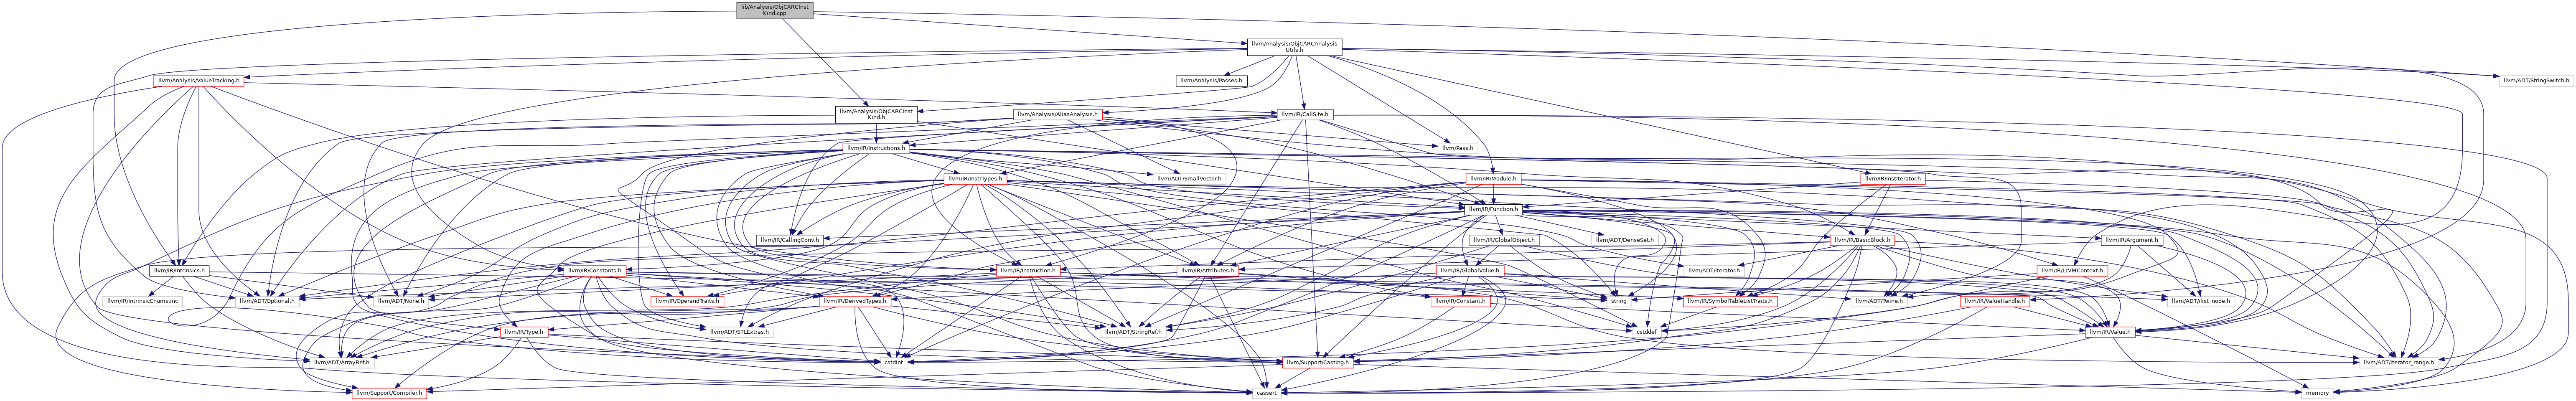 lib/Analysis/ObjCARCInst
Kind.cpp
llvm/Analysis/ObjCARCAnalysis
Utils.h
llvm/Analysis/ValueTracking.h
llvm/Analysis/Passes.h
llvm/ADT/StringSwitch.h
llvm/Analysis/ObjCARCInst
Kind.h
llvm/Analysis/AliasAnalysis.h
llvm/IR/CallSite.h
llvm/IR/Instructions.h
llvm/Pass.h
llvm/ADT/SmallVector.h
llvm/IR/InstrTypes.h
llvm/IR/Module.h
llvm/IR/InstIterator.h
llvm/IR/Function.h
llvm/IR/CallingConv.h
llvm/IR/GlobalObject.h
llvm/ADT/DenseSet.h
llvm/IR/BasicBlock.h
llvm/IR/Argument.h
llvm/IR/Intrinsics.h
llvm/IR/Constants.h
llvm/IR/Instruction.h
llvm/IR/Attributes.h
llvm/IR/GlobalValue.h
llvm/ADT/iterator.h
llvm/IR/LLVMContext.h
llvm/IR/IntrinsicEnums.inc
llvm/ADT/Optional.h
llvm/ADT/None.h
llvm/IR/OperandTraits.h
llvm/IR/DerivedTypes.h
llvm/IR/Constant.h
string
llvm/IR/SymbolTableListTraits.h
llvm/ADT/Twine.h
llvm/IR/ValueHandle.h
llvm/ADT/ilist_node.h
llvm/IR/Type.h
llvm/ADT/STLExtras.h
llvm/ADT/StringRef.h
cstddef
llvm/IR/Value.h
llvm/ADT/ArrayRef.h
cstdint
llvm/Support/Casting.h
llvm/ADT/iterator_range.h
llvm/Support/Compiler.h
cassert
memory